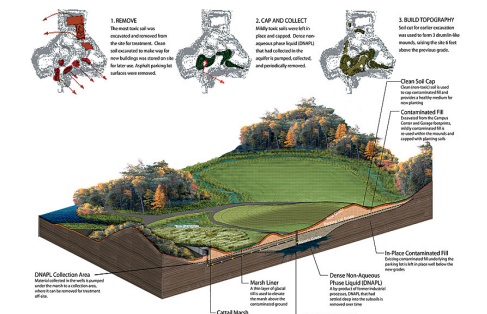 1. REMOVE
The most toxic soil was
excavated and removed from
the site for treatment. Clean
soil excavated to make way for
new buildings was stored on site
for later use. Asphalt parking lot
surfaces were removed.
2. CAP AND COLLECT
Mildly toxic soils were left in
place and capped. Dense non-
aqueous phase liquid (DNAPL)
that had collected in the
aquifer is pumped, collected,
and periodically removed.
3. BUILD TOPOGRAPHY
Soil cut for earlier excavation
was used to form 3 drumlin-like
mounds, raising the site 6 feet
above the previous grade.
Clean Soil Cap
Clean (non-toxic) soil is used
to cap contaminated fill and
provides a healthy medium for
new planting
Contaminated Fill
Excavated from the Campus
Center and Garage footprints,
mildly contaminated fill is
re-used within the mounds and
capped with planting soils
In-Place Contaminated Fill
Existing contaminated fill underlying the
parking lot is left in place well below the
new grades
Dense Non-Aqueous
Phase Liquid (DNAPL)
A by-product of former industrial
processes, DNAPL that had
settled deep into the subsoils is
removed over time
Marsh Liner
A thin layer of glacial
till is used to elevate
the marsh above the
contaminated ground
DNAPL Collection Area
Material collected in the wells is pumped
under the marsh to a collection area,
where it can be removed for treatment
off-site.
Cattail Marsh